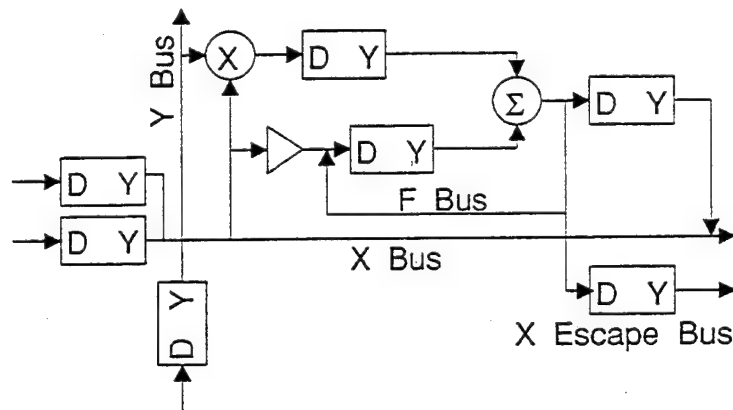 Y Bus
X
D Y
Σ
D Y
D Y
D Y
F Bus
D Y
X Bus
D Y
D Y
X Escape Bus